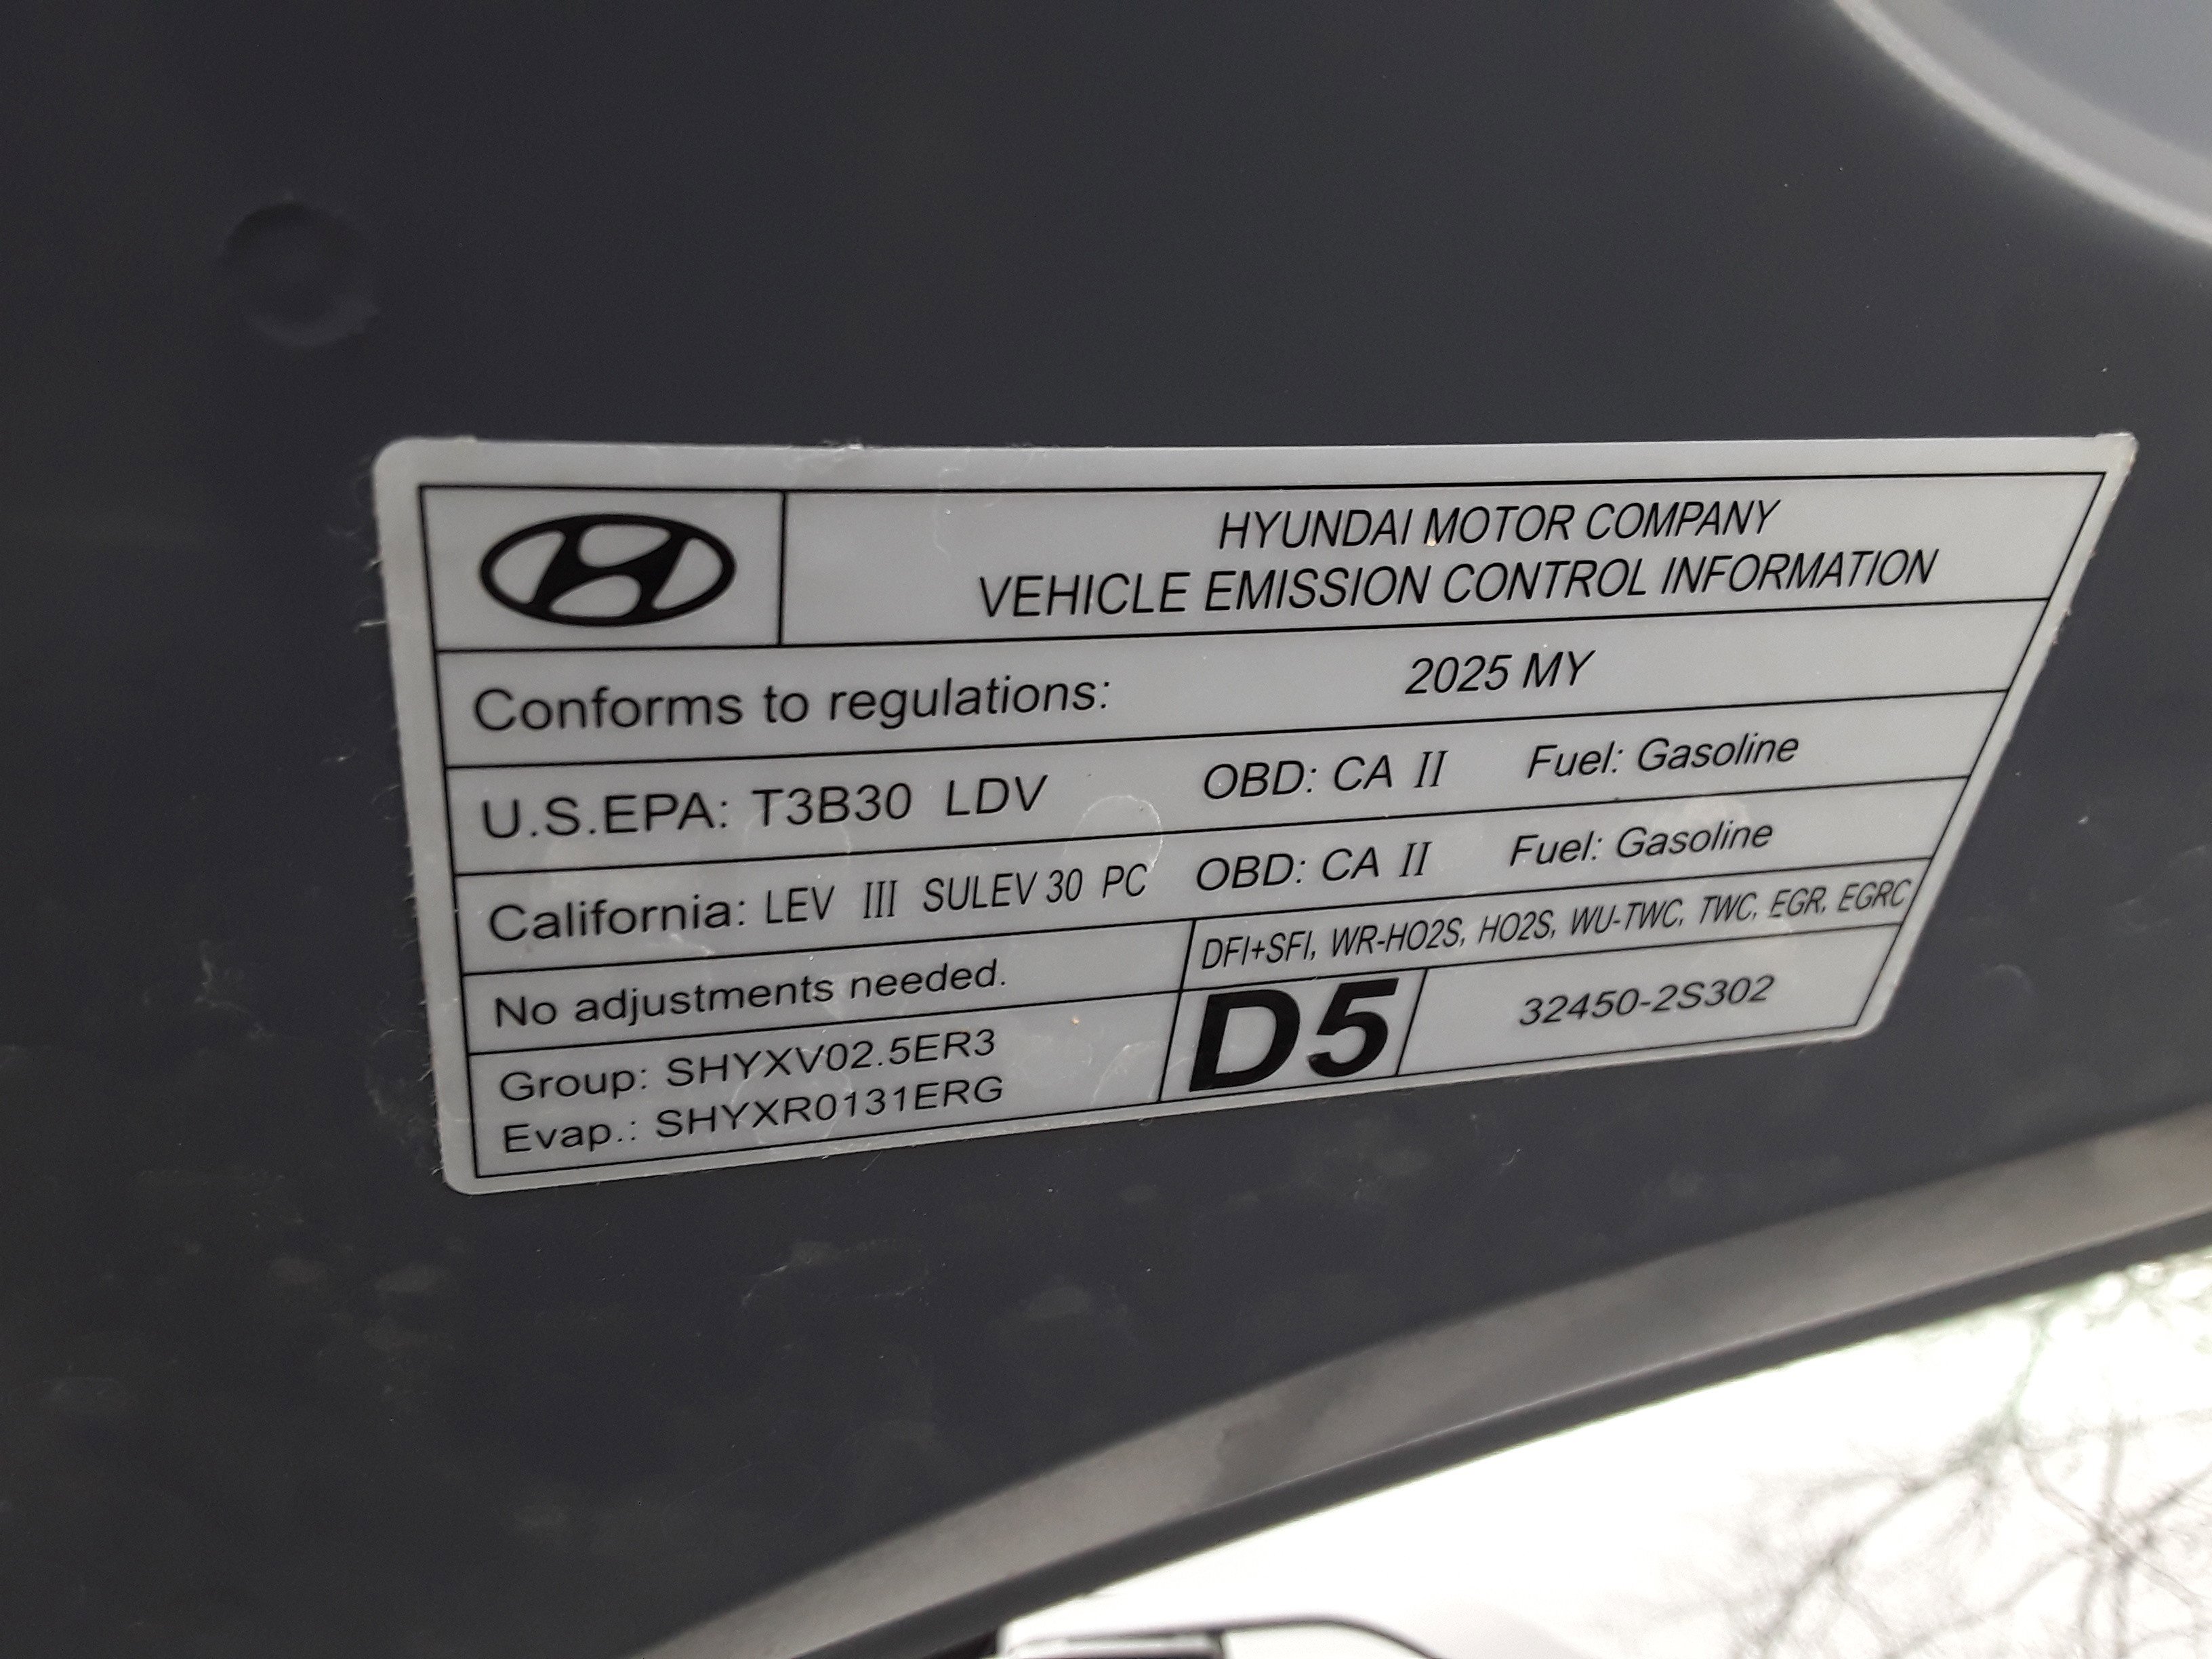 HYUNDAI MOTOR COMPANY
VEHICLE EMISSION CONTROL INFORMATION
Conforms to regulations: 2025 MY
U.S.EPA: T3B30 LDV OBD: CA II Fuel: Gasoline
California: LEV III SULEV 30 PC OBD: CA II Fuel: Gasoline
No adjustments needed. DFI+SFI, WR-HO2S, HO2S, WU-TWC, TWC, EGR, EGRC
Group: SHYXV02.5ER3
Evap.: SHYXR0131ERG
D5
32450-2S302